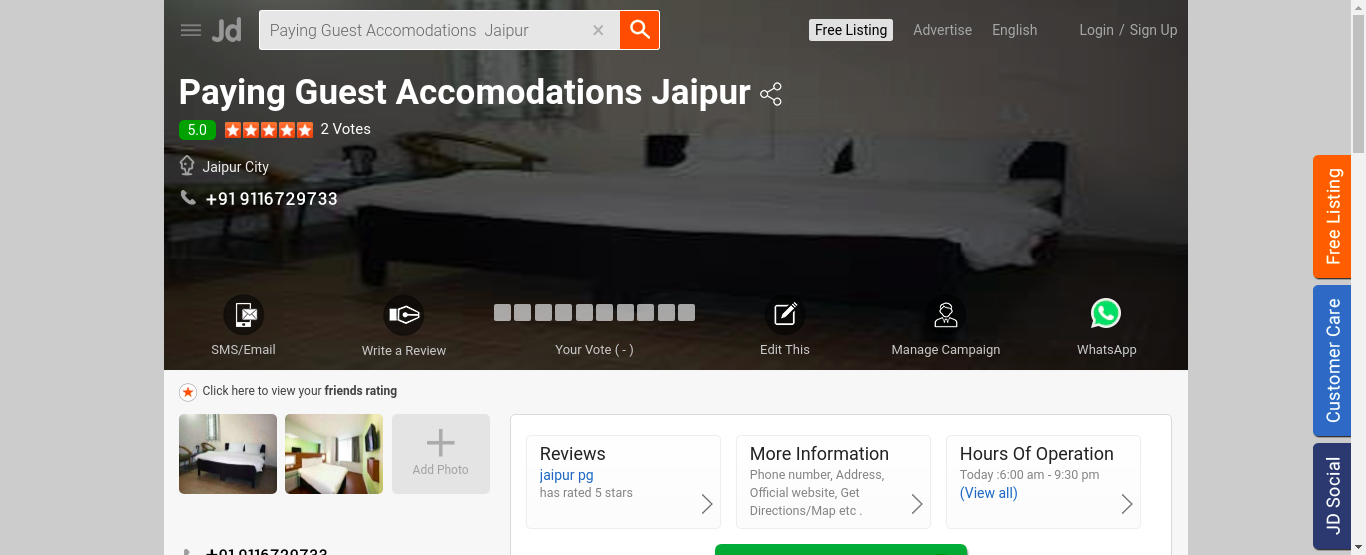 Jd
Paying Guest Accomodations  Jaipur ×
Free Listing Advertise English Login / Sign Up
Paying Guest Accomodations Jaipur
5.0 2 Votes
Jaipur City
+91 9116729733
SMS/Email
Write a Review
Your Vote ( - )
Edit This
Manage Campaign
WhatsApp
Click here to view your friends rating
Add Photo
Reviews
jaipur pg
has rated 5 stars
More Information
Phone number, Address,
Official website, Get
Directions/Map etc .
Hours Of Operation
Today :6:00 am - 9:30 pm
(View all)
+91 9116729733
Free Listing
Customer Care
JD Social